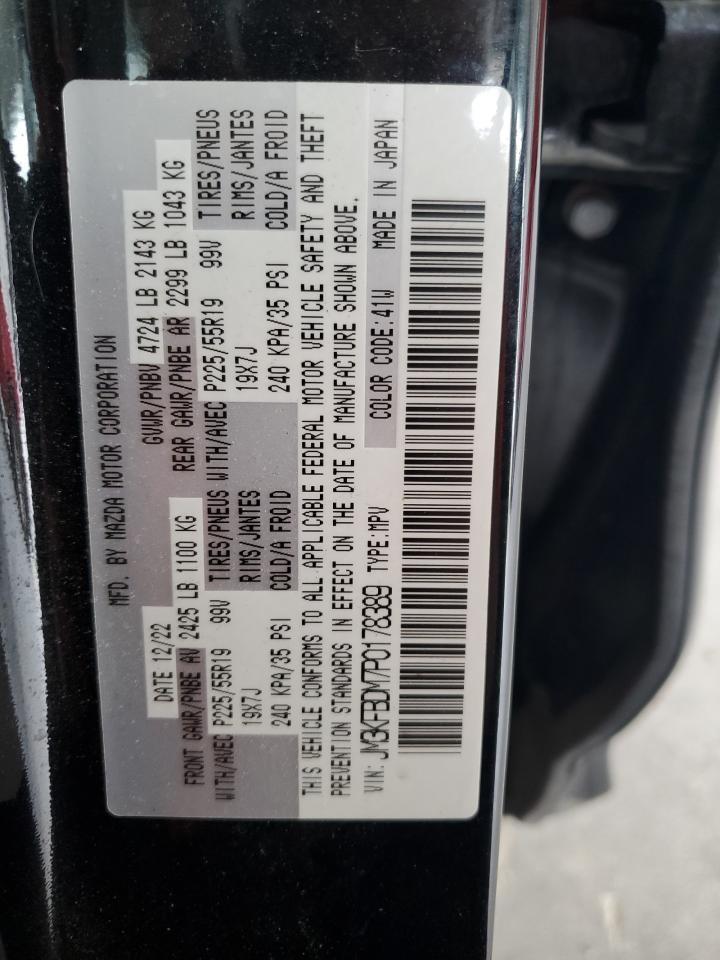 MFD. BY MAZDA MOTOR CORPORATION
DATE 12/22 GVWR/PNBV 4724 LB 2143 KG
FRONT GAWR/PNBE AV 2425 LB 1100 KG REAR GAWR/PNBE AR 2299 LB 1043 KG
WITH/AVEC P225/55R19 99V TIRES/PNEUS WITH/AVEC P225/55R19 99V TIRES/PNEUS
19X7J RIMS/JANTES 19X7J RIMS/JANTES
240 KPA/35 PSI COLD/A FROID 240 KPA/35 PSI COLD/A FROID
THIS VEHICLE CONFORMS TO ALL APPLICABLE FEDERAL MOTOR VEHICLE SAFETY AND THEFT
PREVENTION STANDARDS IN EFFECT ON THE DATE OF MANUFACTURE SHOWN ABOVE.
VIN: JM3KFBDM7P0178389 TYPE:MPV COLOR CODE:41W MADE IN JAPAN